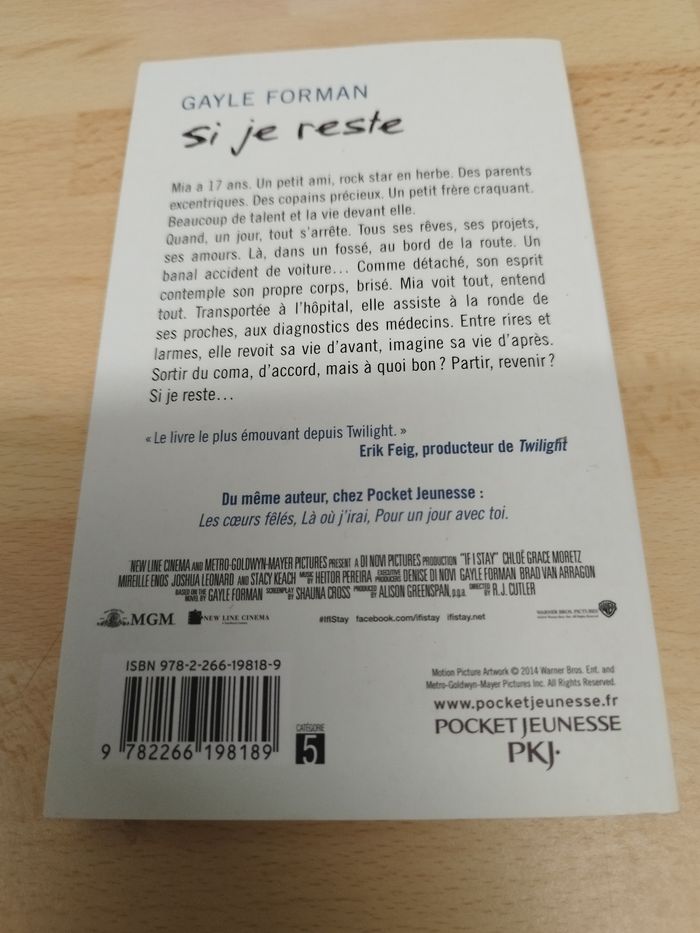 GAYLE FORMAN
si je reste
Mia a 17 ans. Un petit ami, rock star en herbe. Des parents
excentriques. Des copains précieux. Un petit frère craquant.
Beaucoup de talent et la vie devant elle.
Quand, un jour, tout s'arrête. Tous ses rêves, ses projets,
ses amours. Là, dans un fossé, au bord de la route. Un
banal accident de voiture... Comme détaché, son esprit
contemple son propre corps, brisé. Mia voit tout, entend
tout. Transportée à l'hôpital, elle assiste à la ronde de
ses proches, aux diagnostics des médecins. Entre rires et
larmes, elle revoit sa vie d'avant, imagine sa vie d'après.
Sortir du coma, d'accord, mais à quoi bon ? Partir, revenir ?
Si je reste...
« Le livre le plus émouvant depuis Twilight. »
Erik Feig, producteur de Twilight
Du même auteur, chez Pocket Jeunesse :
Les cœurs fêlés, Là où j'irai, Pour un jour avec toi.
NEW LINE CINEMA AND METRO-GOLDWYN-MAYER PICTURES PRESENT A DI NOVI PICTURES PRODUCTION "IF I STAY" CHLOË GRACE MORETZ
MIREILLE ENOS JOSHUA LEONARD AND STACY KEACH MUSIC BY HEITOR PEREIRA EXECUTIVE PRODUCERS DENISE DI NOVI GAYLE FORMAN BRAD VAN ARRAGON
BASED ON THE NOVEL BY GAYLE FORMAN SCREENPLAY BY SHAUNA CROSS PRODUCED BY ALISON GREENSPAN, p.g.a. DIRECTED BY R.J. CUTLER
MGM NEW LINE CINEMA #IfIStay facebook.com/ifistay ifistay.net WARNER BROS. PICTURES
ISBN 978-2-266-19818-9
9 782266 198189
CATÉGORIE
5
Motion Picture Artwork © 2014 Warner Bros. Ent. and
Metro-Goldwyn-Mayer Pictures Inc. All Rights Reserved.
www.pocketjeunesse.fr
POCKET JEUNESSE
PKJ·